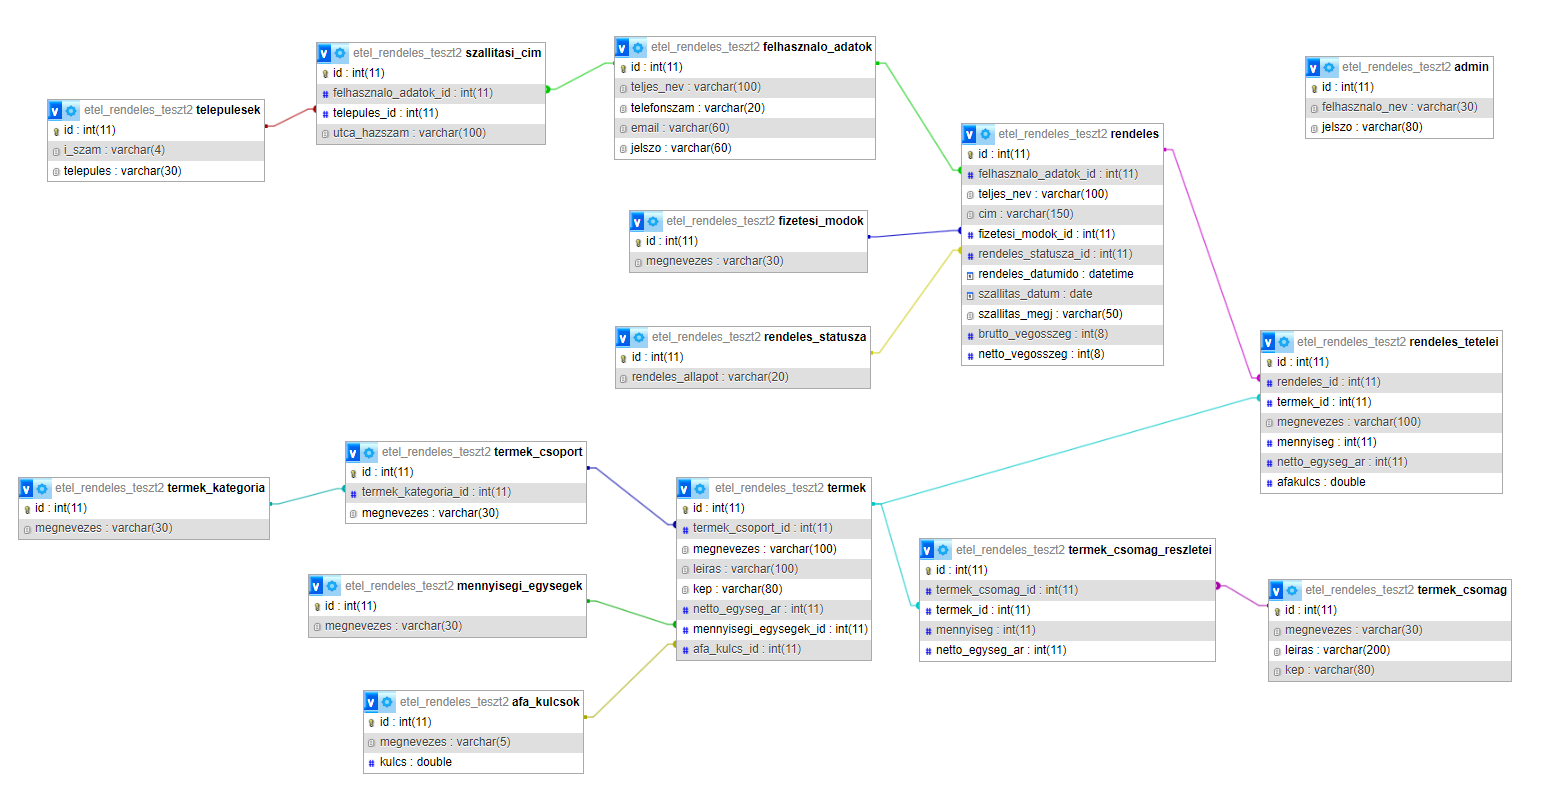 etel_rendeles_teszt2 telepulesek
id : int(11)
i_szam : varchar(4)
telepules : varchar(30)
etel_rendeles_teszt2 szallitasi_cim
id : int(11)
felhasznalo_adatok_id : int(11)
telepules_id : int(11)
utca_hazszam : varchar(100)
etel_rendeles_teszt2 felhasznalo_adatok
id : int(11)
teljes_nev : varchar(100)
telefonszam : varchar(20)
email : varchar(60)
jelszo : varchar(60)
etel_rendeles_teszt2 fizetesi_modok
id : int(11)
megnevezes : varchar(30)
etel_rendeles_teszt2 rendeles_statusza
id : int(11)
rendeles_allapot : varchar(20)
etel_rendeles_teszt2 rendeles
id : int(11)
felhasznalo_adatok_id : int(11)
teljes_nev : varchar(100)
cim : varchar(150)
fizetesi_modok_id : int(11)
rendeles_statusza_id : int(11)
rendeles_datumido : datetime
szallitas_datum : date
szallitas_megj : varchar(50)
brutto_vegosszeg : int(8)
netto_vegosszeg : int(8)
etel_rendeles_teszt2 admin
id : int(11)
felhasznalo_nev : varchar(30)
jelszo : varchar(80)
etel_rendeles_teszt2 rendeles_tetelei
id : int(11)
rendeles_id : int(11)
termek_id : int(11)
megnevezes : varchar(100)
mennyiseg : int(11)
netto_egyseg_ar : int(11)
afakulcs : double
etel_rendeles_teszt2 termek_kategoria
id : int(11)
megnevezes : varchar(30)
etel_rendeles_teszt2 termek_csoport
id : int(11)
termek_kategoria_id : int(11)
megnevezes : varchar(30)
etel_rendeles_teszt2 mennyisegi_egysegek
id : int(11)
megnevezes : varchar(30)
etel_rendeles_teszt2 afa_kulcsok
id : int(11)
megnevezes : varchar(5)
kulcs : double
etel_rendeles_teszt2 termek
id : int(11)
termek_csoport_id : int(11)
megnevezes : varchar(100)
leiras : varchar(100)
kep : varchar(80)
netto_egyseg_ar : int(11)
mennyisegi_egysegek_id : int(11)
afa_kulcs_id : int(11)
etel_rendeles_teszt2 termek_csomag_reszletei
id : int(11)
termek_csomag_id : int(11)
termek_id : int(11)
mennyiseg : int(11)
netto_egyseg_ar : int(11)
etel_rendeles_teszt2 termek_csomag
id : int(11)
megnevezes : varchar(30)
leiras : varchar(200)
kep : varchar(80)